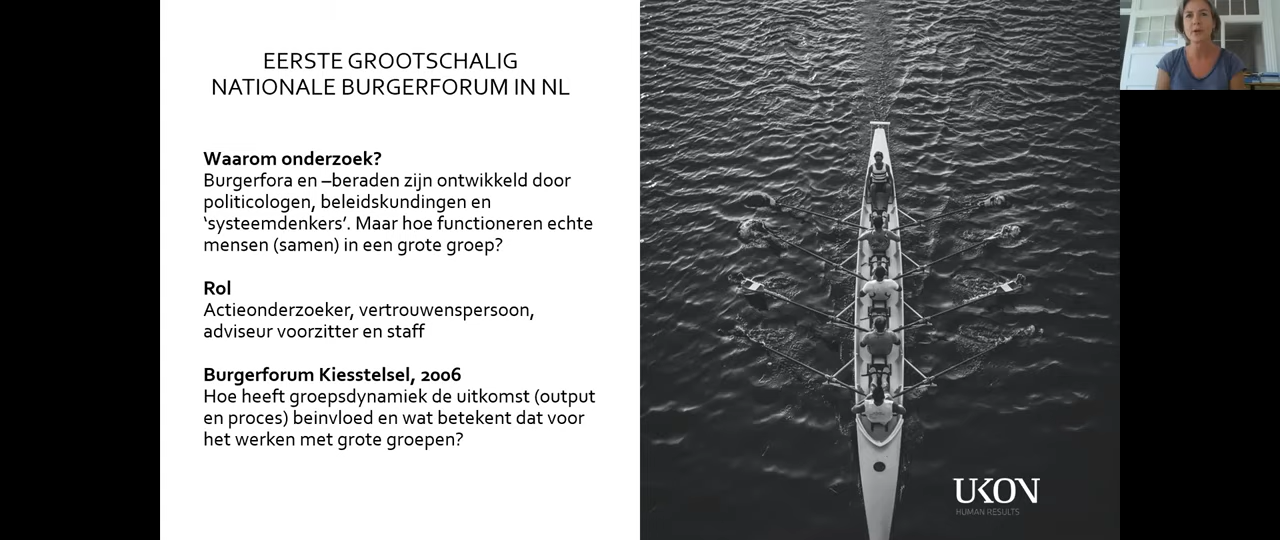 EERSTE GROOTSCHALIG
NATIONALE BURGERFORUM IN NL
Waarom onderzoek?
Burgerfora en –beraden zijn ontwikkeld door
politicologen, beleidskundingen en
‘systeemdenkers’. Maar hoe functioneren echte
mensen (samen) in een grote groep?
Rol
Actieonderzoeker, vertrouwenspersoon,
adviseur voorzitter en staff
Burgerforum Kiesstelsel, 2006
Hoe heeft groepsdynamiek de uitkomst (output
en proces) beinvloed en wat betekent dat voor
het werken met grote groepen?
UKON
HUMAN RESULTS